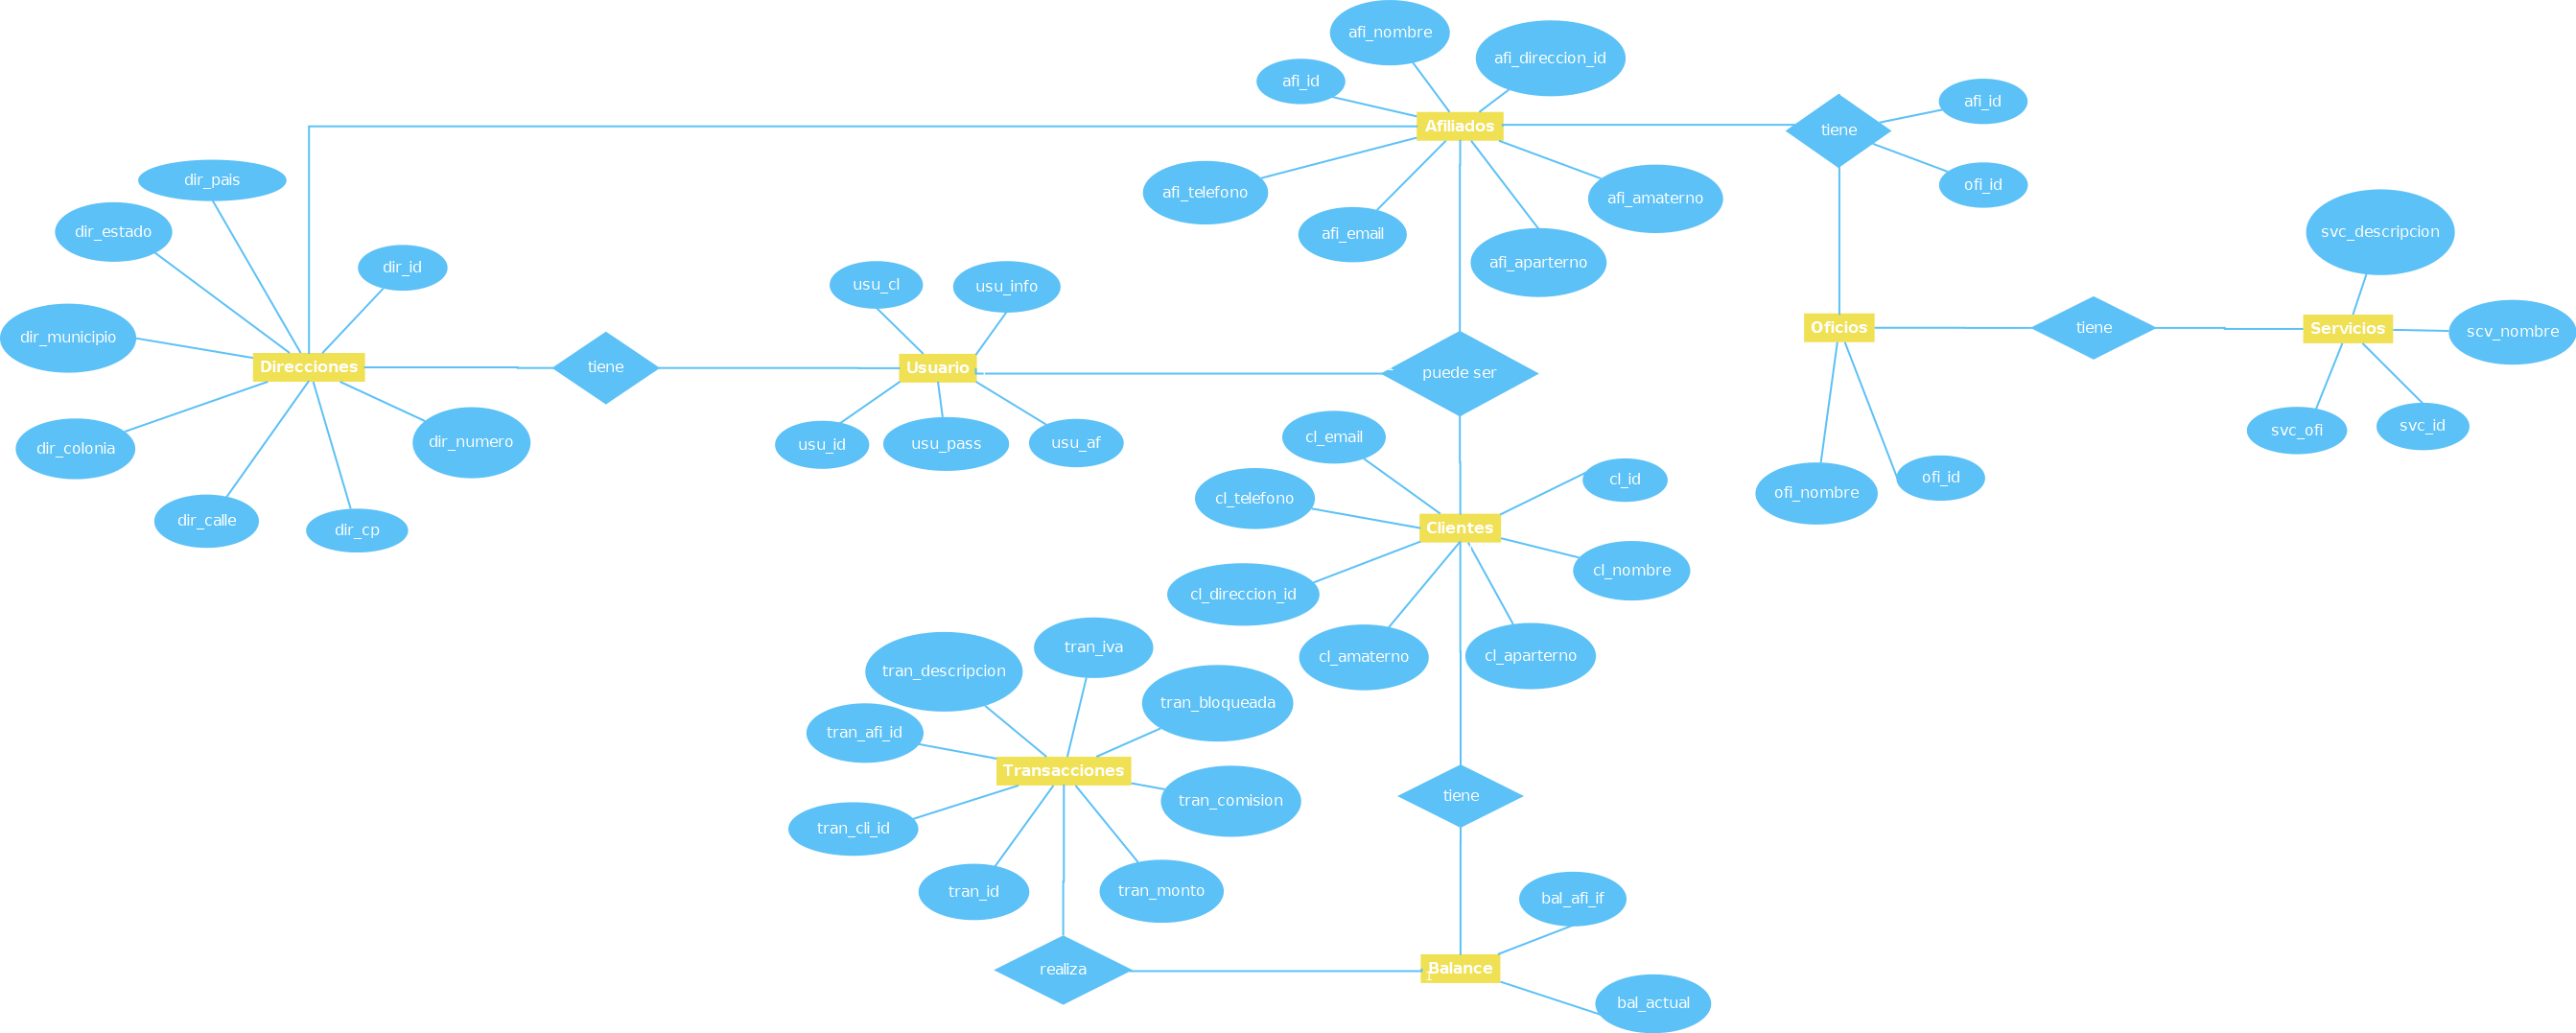 afi_nombre
afi_direccion_id
afi_id
afi_id
Afiliados
tiene
dir_pais
afi_telefono
ofi_id
afi_amaterno
dir_estado
afi_email
svc_descripcion
afi_aparterno
dir_id
usu_cl
usu_info
dir_municipio
Oficios
tiene
Servicios
scv_nombre
Direcciones
tiene
Usuario
puede ser
dir_colonia
dir_numero
usu_id
usu_pass
usu_af
cl_email
svc_ofi
svc_id
cl_telefono
cl_id
ofi_nombre
ofi_id
dir_calle
dir_cp
Clientes
cl_direccion_id
cl_nombre
tran_iva
cl_amaterno
cl_aparterno
tran_descripcion
tran_bloqueada
tran_afi_id
Transacciones
tran_cli_id
tran_comision
tiene
tran_id
tran_monto
bal_afi_if
realiza
Balance
1
bal_actual